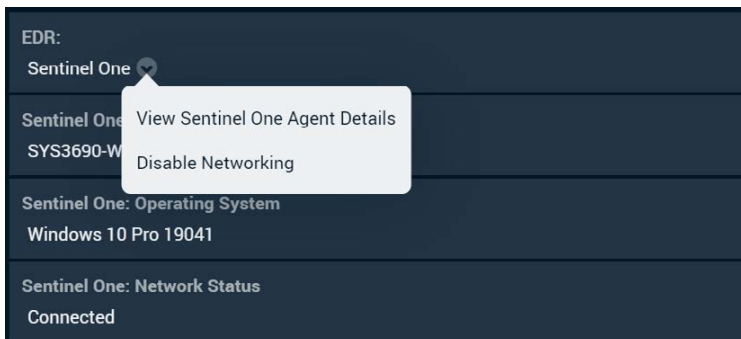 EDR:
Sentinel One
View Sentinel One Agent Details
Disable Networking
Sentinel One
SYS3690-W
Sentinel One: Operating System
Windows 10 Pro 19041
Sentinel One: Network Status
Connected